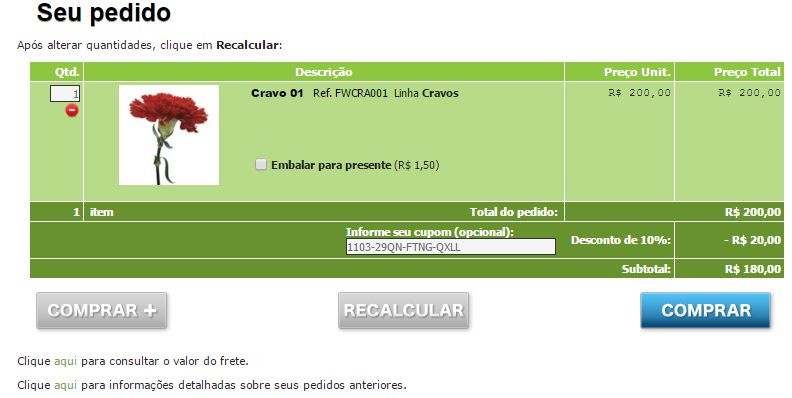 Seu pedido
Após alterar quantidades, clique em Recalcular:
Qtd. Descrição Preço Unit. Preço Total
1 Cravo 01 Ref. FWCRA001 Linha Cravos R$ 200,00 R$ 200,00
Embalar para presente (R$ 1,50)
1 item Total do pedido: R$ 200,00
Informe seu cupom (opcional):
1103-29QN-FTNG-QXLL Desconto de 10%: - R$ 20,00
Subtotal: R$ 180,00
COMPRAR + RECALCULAR COMPRAR
Clique aqui para consultar o valor do frete.
Clique aqui para informações detalhadas sobre seus pedidos anteriores.